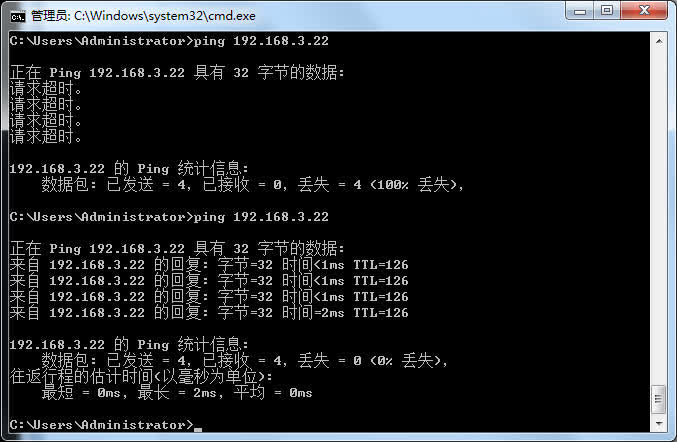 管理员: C:\Windows\system32\cmd.exe
C:\Users\Administrator>ping 192.168.3.22
正在 Ping 192.168.3.22 具有 32 字节的数据:
请求超时。
请求超时。
请求超时。
请求超时。
192.168.3.22 的 Ping 统计信息:
数据包: 已发送 = 4, 已接收 = 0, 丢失 = 4 (100% 丢失),
C:\Users\Administrator>ping 192.168.3.22
正在 Ping 192.168.3.22 具有 32 字节的数据:
来自 192.168.3.22 的回复: 字节=32 时间<1ms TTL=126
来自 192.168.3.22 的回复: 字节=32 时间<1ms TTL=126
来自 192.168.3.22 的回复: 字节=32 时间<1ms TTL=126
来自 192.168.3.22 的回复: 字节=32 时间=2ms TTL=126
192.168.3.22 的 Ping 统计信息:
数据包: 已发送 = 4, 已接收 = 4, 丢失 = 0 (0% 丢失),
往返行程的估计时间(以毫秒为单位):
最短 = 0ms, 最长 = 2ms, 平均 = 0ms
C:\Users\Administrator>